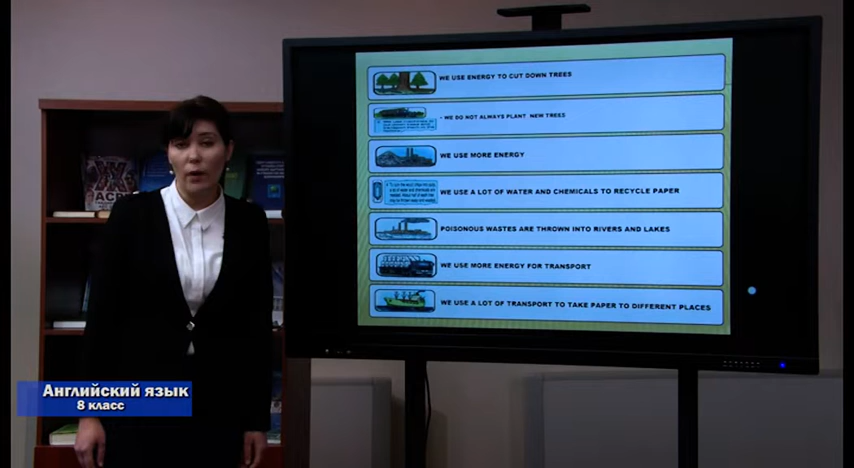 WE USE ENERGY TO CUT DOWN TREES
- WE DO NOT ALWAYS PLANT NEW TREES
WE USE MORE ENERGY
WE USE A LOT OF WATER AND CHEMICALS TO RECYCLE PAPER
POISONOUS WASTES ARE THROWN INTO RIVERS AND LAKES
WE USE MORE ENERGY FOR TRANSPORT
WE USE A LOT OF TRANSPORT TO TAKE PAPER TO DIFFERENT PLACES
Английский язык
8 класс